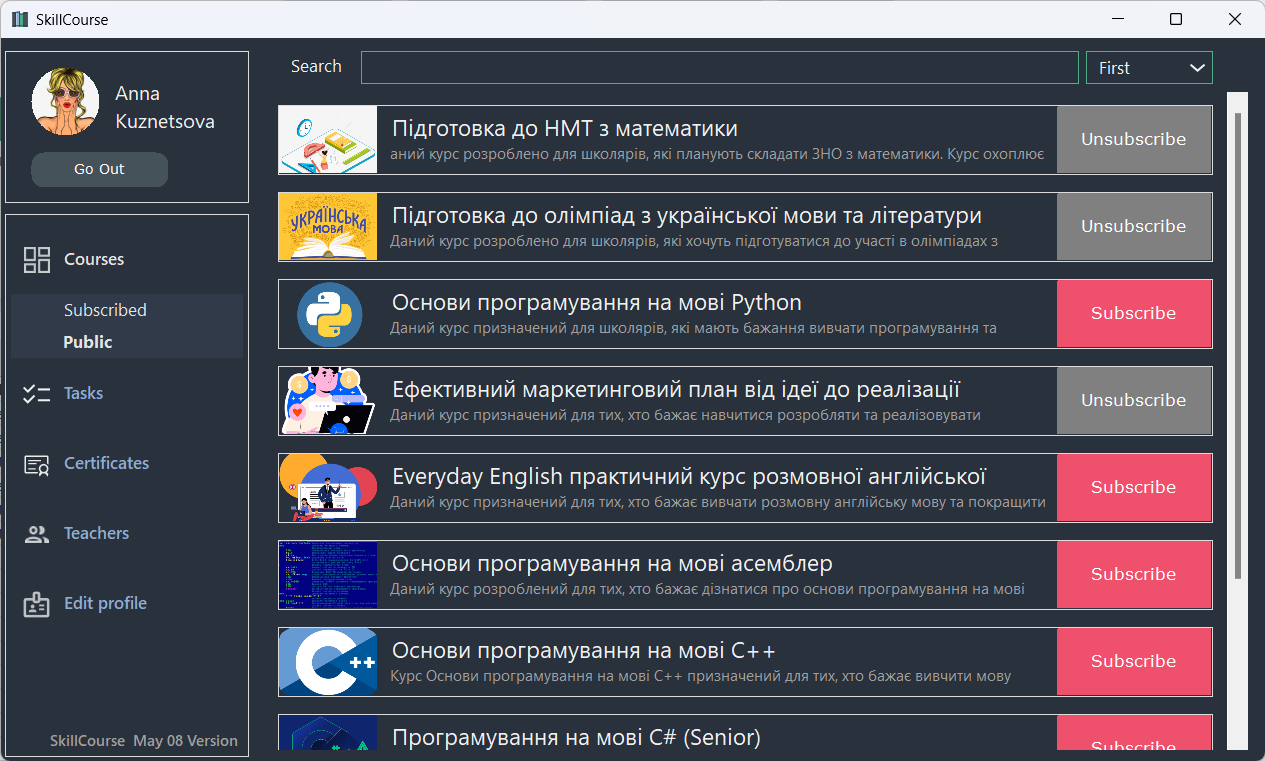 SkillCourse
Anna
Kuznetsova
Go Out
Courses
Subscribed
Public
Tasks
Certificates
Teachers
Edit profile
SkillCourse May 08 Version
Search
First
Підготовка до НМТ з математики
аний курс розроблено для школярів, які планують складати ЗНО з математики. Курс охоплює
Unsubscribe
УКРАЇНСЬКА
МОВА
Підготовка до олімпіад з української мови та літератури
Даний курс розроблено для школярів, які хочуть підготуватися до участі в олімпіадах з
Unsubscribe
Основи програмування на мові Python
Даний курс призначений для школярів, які мають бажання вивчати програмування та
Subscribe
Ефективний маркетинговий план від ідеї до реалізації
Даний курс призначений для тих, хто бажає навчитися розробляти та реалізовувати
Unsubscribe
Everyday English практичний курс розмовної англійської
Даний курс призначений для тих, хто бажає вивчати розмовну англійську мову та покращити
Subscribe
Основи програмування на мові асемблер
Даний курс розроблений для тих, хто бажає дізнатися про основи програмування на мові
Subscribe
C++
Основи програмування на мові C++
Курс Основи програмування на мові C++ призначений для тих, хто бажає вивчити мову
Subscribe
Програмування на мові C# (Senior)
Subscribe